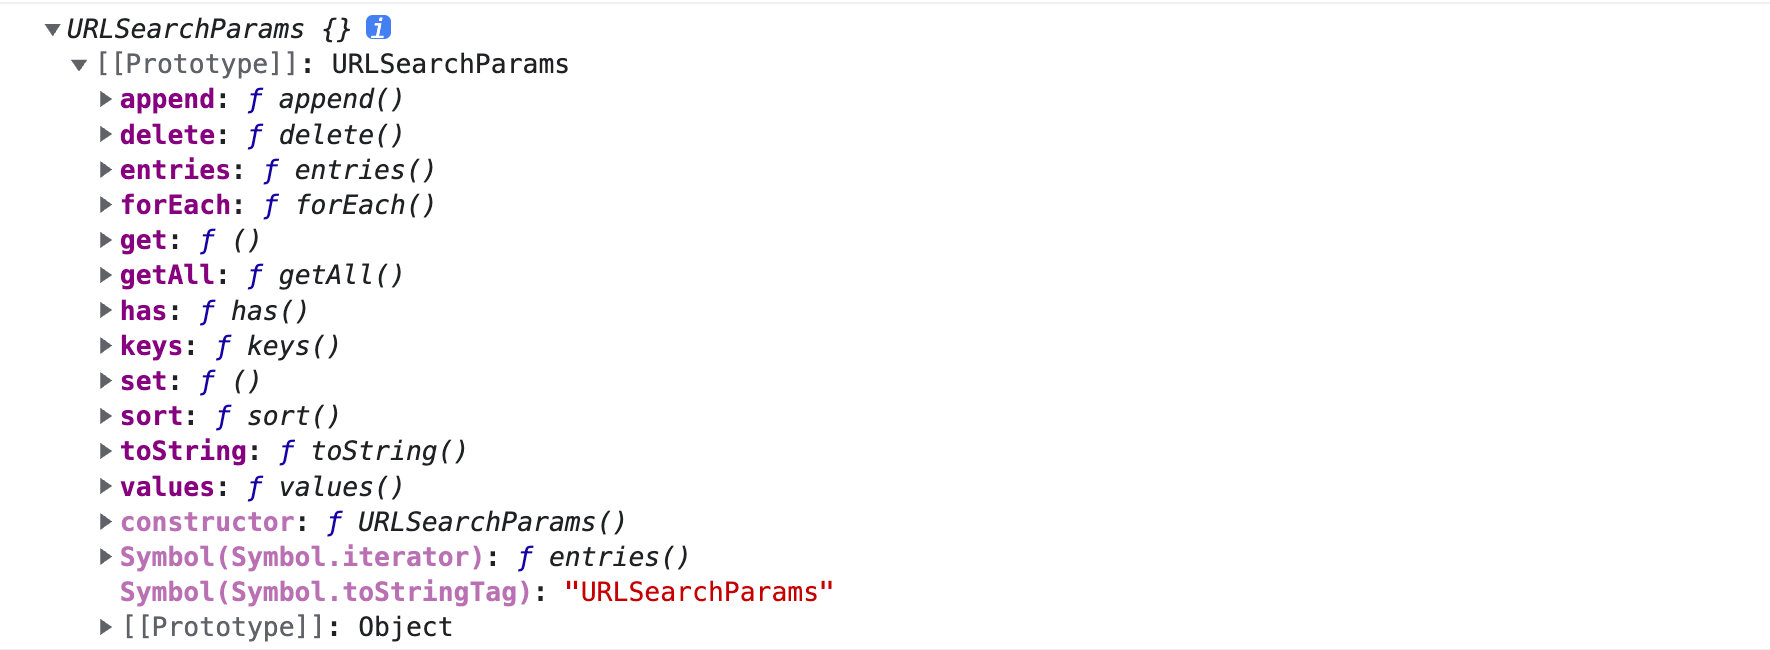 URLSearchParams {} i
[[Prototype]]: URLSearchParams
append: ƒ append()
delete: ƒ delete()
entries: ƒ entries()
forEach: ƒ forEach()
get: ƒ ()
getAll: ƒ getAll()
has: ƒ has()
keys: ƒ keys()
set: ƒ ()
sort: ƒ sort()
toString: ƒ toString()
values: ƒ values()
constructor: ƒ URLSearchParams()
Symbol(Symbol.iterator): ƒ entries()
Symbol(Symbol.toStringTag): "URLSearchParams"
[[Prototype]]: Object